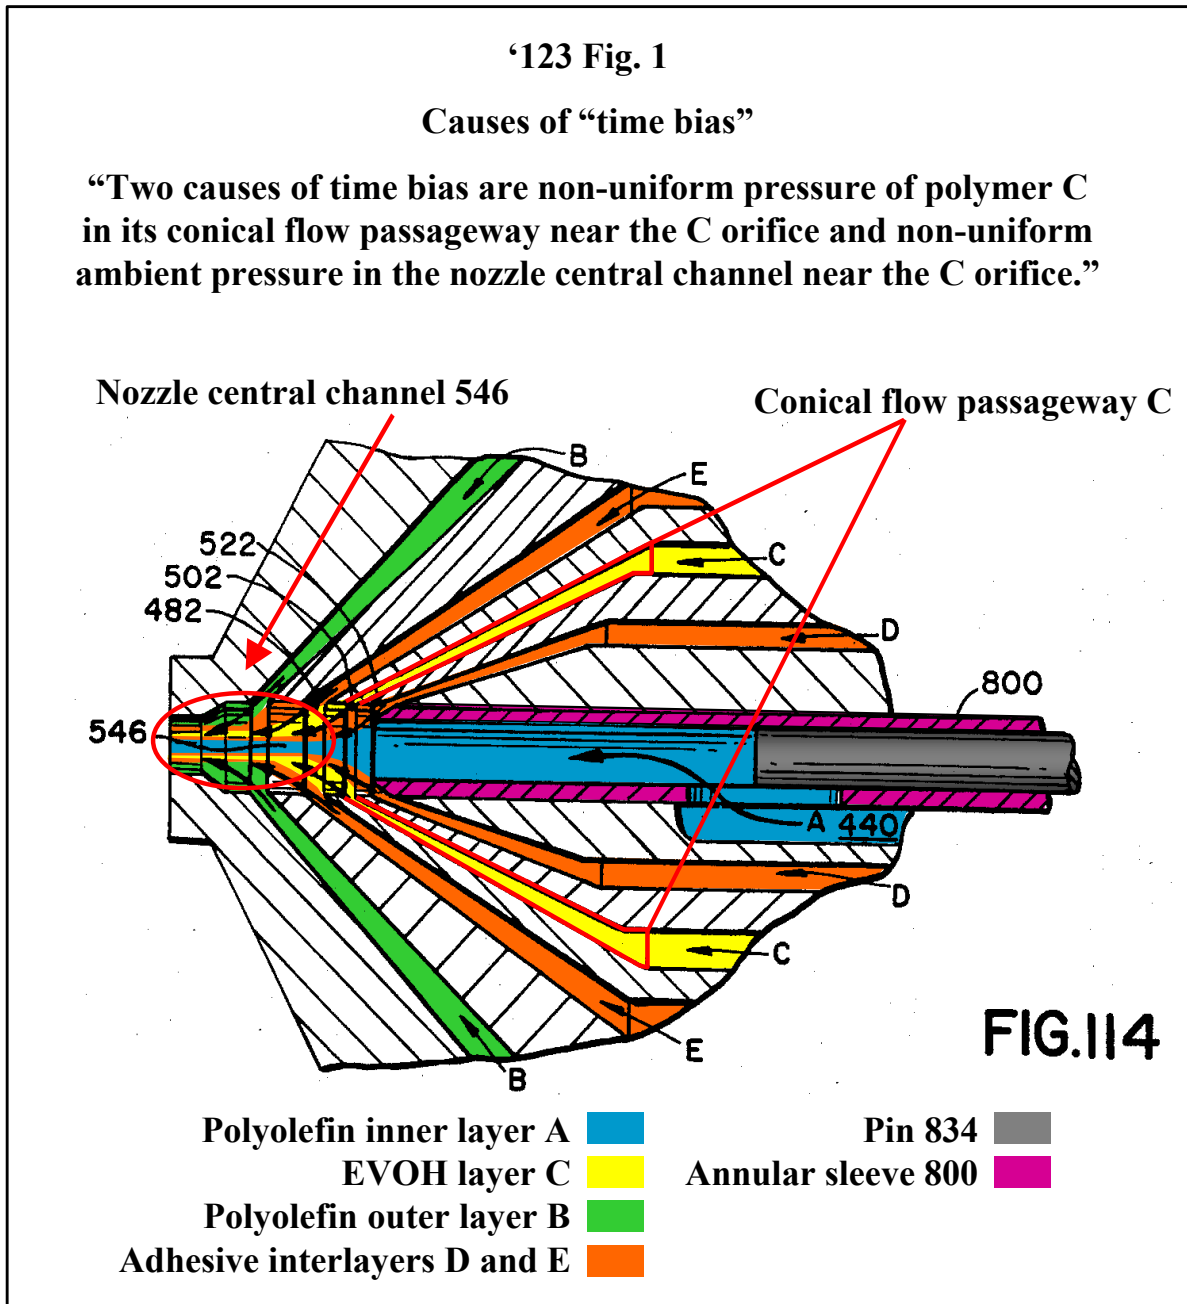 ‘123 Fig. 1
Causes of “time bias”
“Two causes of time bias are non-uniform pressure of polymer C
in its conical flow passageway near the C orifice and non-uniform
ambient pressure in the nozzle central channel near the C orifice.”
Nozzle central channel 546
Conical flow passageway C
B
E
522
C
502
482
D
800
546
A 440
D
C
E
B
FIG.114
Polyolefin inner layer A
Pin 834
EVOH layer C
Annular sleeve 800
Polyolefin outer layer B
Adhesive interlayers D and E